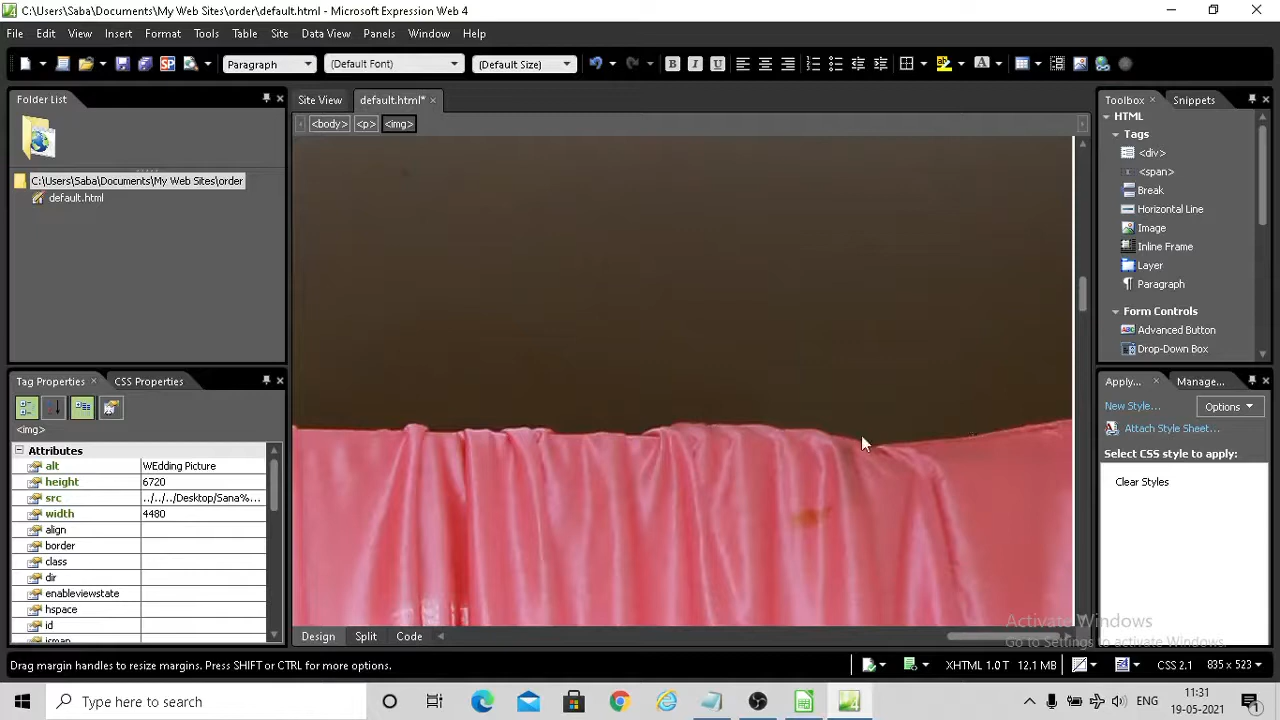 C:\Users\Saba\Documents\My Web Sites\order\default.html - Microsoft Expression Web 4
File Edit View Insert Format Tools Table Site Data View Panels Window Help
Paragraph (Default Font) (Default Size) B I U
Folder List
C:\Users\Saba\Documents\My Web Sites\order
default.html
Site View default.html*
<body> <p> <img>
Design Split Code
Tag Properties CSS Properties
<img>
Attributes
alt WEdding Picture
height 6720
src ../../../Desktop/Sana%...
width 4480
align
border
class
dir
enableviewstate
hspace
id
ismap
Toolbox Snippets
HTML
Tags
<div>
<span>
Break
Horizontal Line
Image
Inline Frame
Layer
Paragraph
Form Controls
Advanced Button
Drop-Down Box
Apply... Manage...
New Style... Options
Attach Style Sheet...
Select CSS style to apply:
Clear Styles
Activate Windows
Go to Settings to activate Windows.
Drag margin handles to resize margins. Press SHIFT or CTRL for more options. XHTML 1.0 T 12.1 MB CSS 2.1 835 x 523
Type here to search
ENG
11:31
19-05-2021